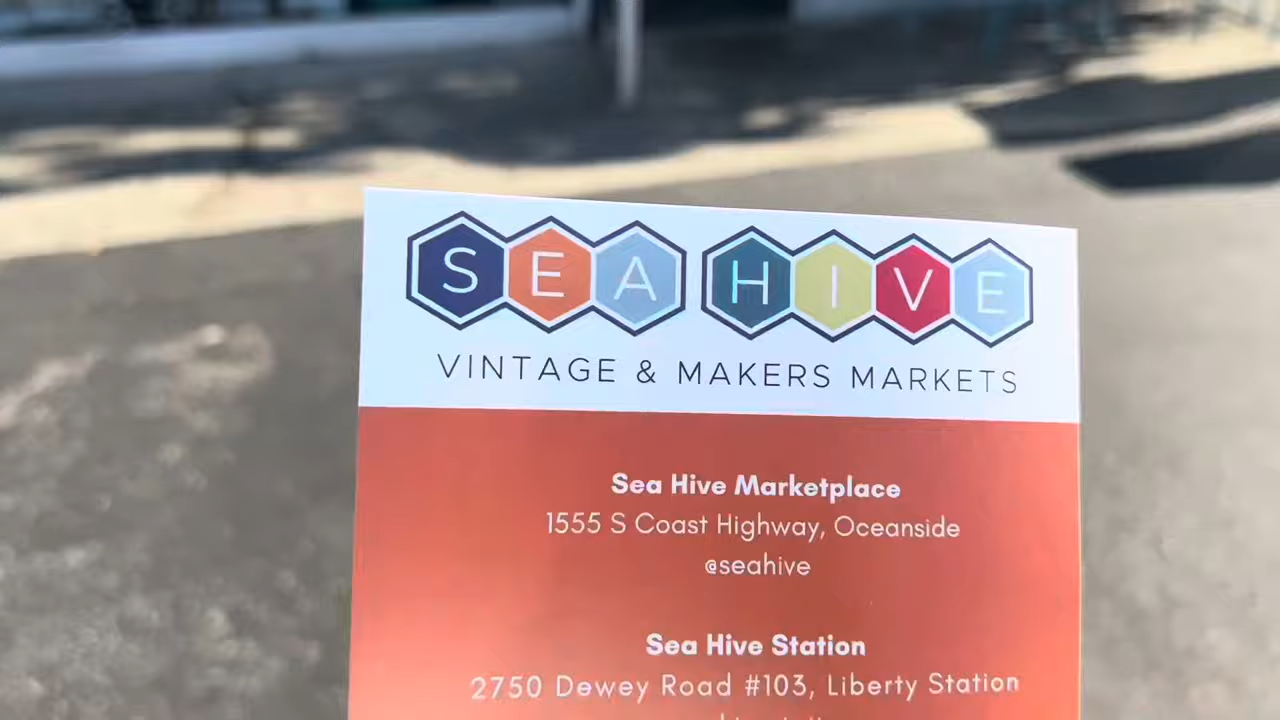 SEA HIVE
VINTAGE & MAKERS MARKETS
Sea Hive Marketplace
1555 S Coast Highway, Oceanside
@seahive
Sea Hive Station
2750 Dewey Road #103, Liberty Station